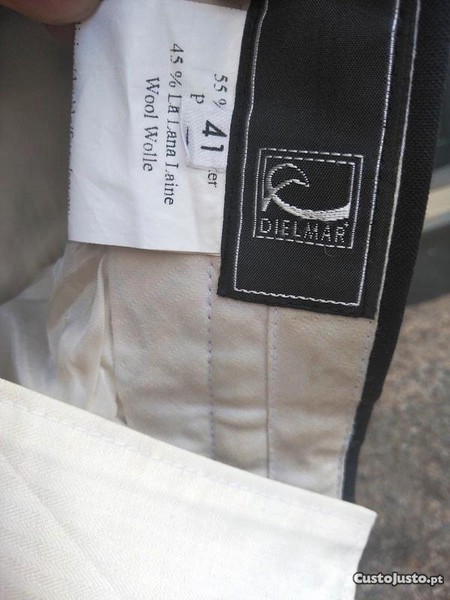 55 %
P
41
45 % La Lana Laine
Wool Wolle
DIELMAR
CustoJusto.pt